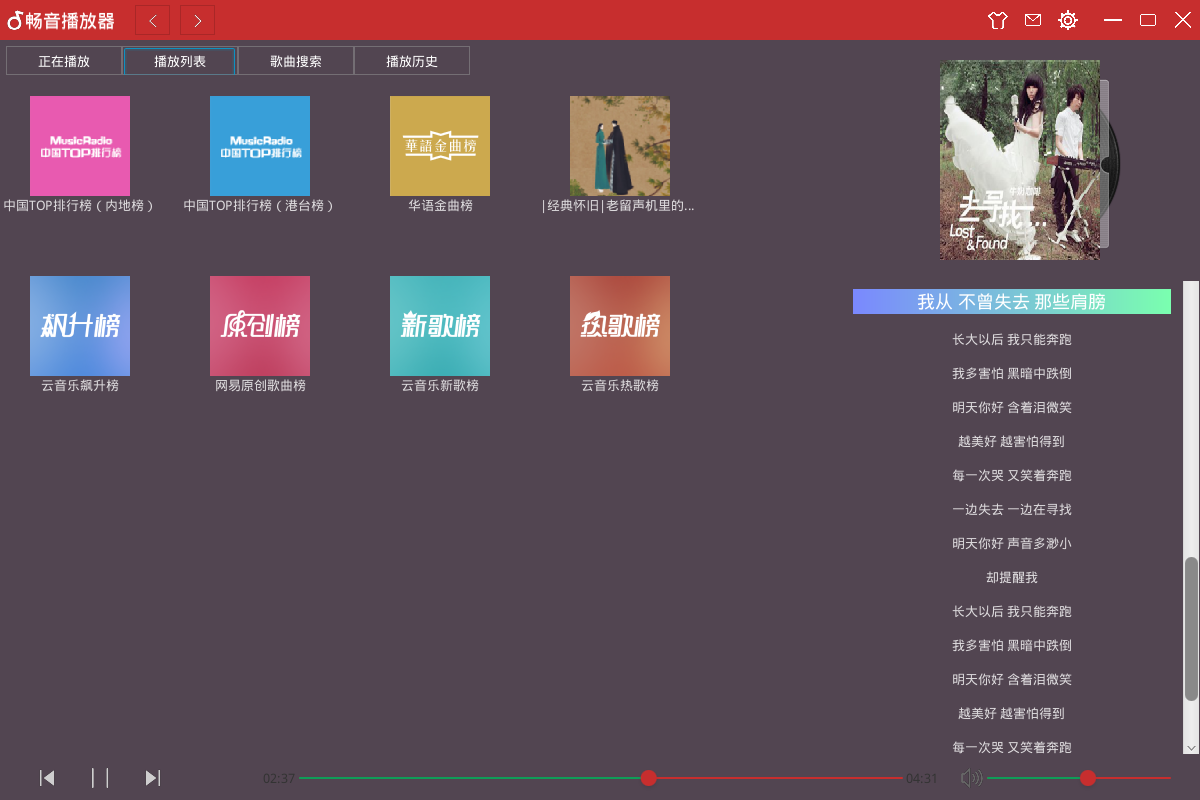 畅音播放器
正在播放
播放列表
歌曲搜索
播放历史
MusicRadio
中国TOP排行榜
MusicRadio
中国TOP排行榜
華語金曲榜
中国TOP排行榜（内地榜）
中国TOP排行榜（港台榜）
华语金曲榜
|经典怀旧|老留声机里的...
飙升榜
原创榜
新歌榜
热歌榜
云音乐飙升榜
网易原创歌曲榜
云音乐新歌榜
云音乐热歌榜
牛奶咖啡
去寻找...
Lost
&Found
我从 不曾失去 那些肩膀
长大以后 我只能奔跑
我多害怕 黑暗中跌倒
明天你好 含着泪微笑
越美好 越害怕得到
每一次哭 又笑着奔跑
一边失去 一边在寻找
明天你好 声音多渺小
却提醒我
长大以后 我只能奔跑
我多害怕 黑暗中跌倒
明天你好 含着泪微笑
越美好 越害怕得到
每一次哭 又笑着奔跑
02:37
04:31